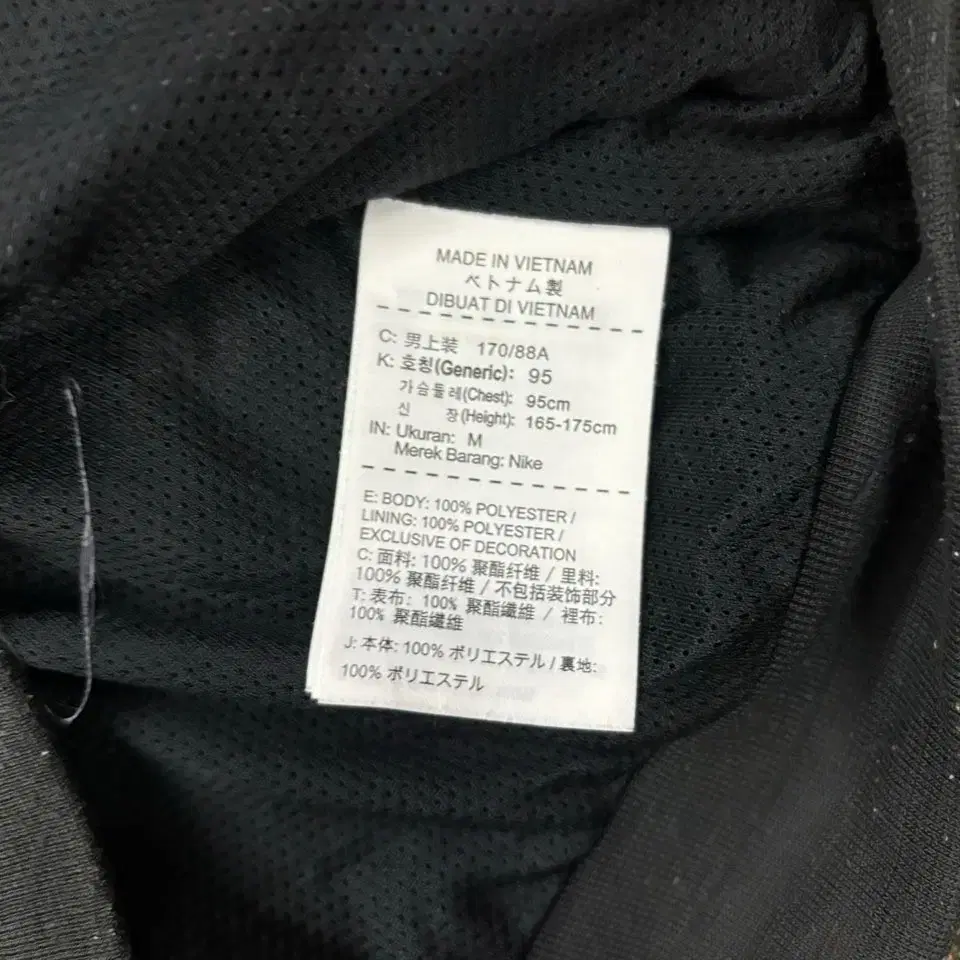 MADE IN VIETNAM
ベトナム製
DIBUAT DI VIETNAM
C: 男上装 170/88A
K: 호칭(Generic): 95
가슴둘레(Chest): 95cm
신 장(Height): 165-175cm
IN: Ukuran: M
Merek Barang: Nike
E: BODY: 100% POLYESTER /
LINING: 100% POLYESTER /
EXCLUSIVE OF DECORATION
C: 面料: 100% 聚酯纤维 / 里料:
100% 聚酯纤维 / 不包括装饰部分
T: 表布: 100% 聚酯纖維 / 裡布:
100% 聚酯纖維
J: 本体: 100% ポリエステル / 裏地:
100% ポリエステル